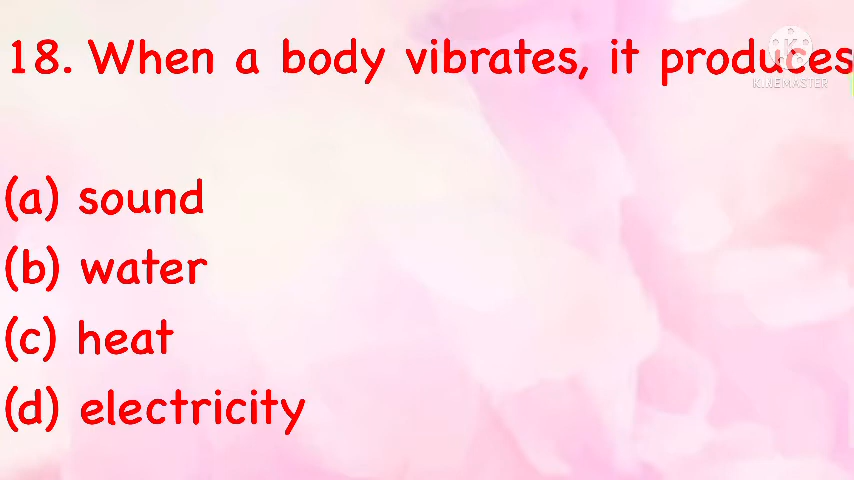 18. When a body vibrates, it produces
KINEMASTER
(a) sound
(b) water
(c) heat
(d) electricity